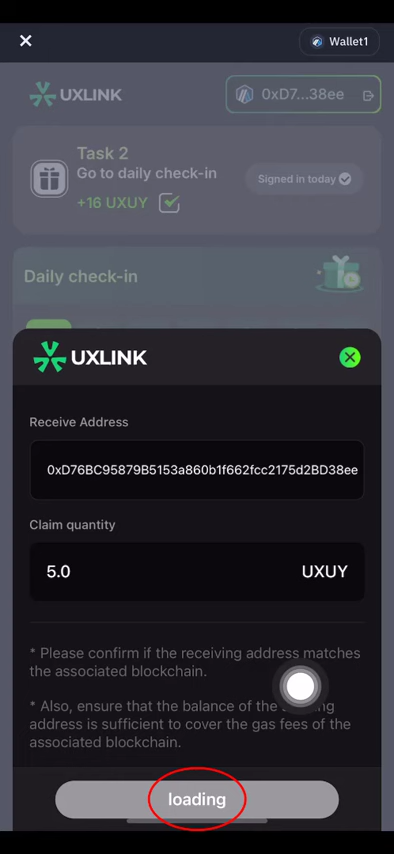 Wallet1
UXLINK
0xD7...38ee
Task 2
Go to daily check-in
Signed in today
+16 UXUY
Daily check-in
UXLINK
Receive Address
0xD76BC95879B5153a860b1f662fcc2175d2BD38ee
Claim quantity
5.0 UXUY
* Please confirm if the receiving address matches
the associated blockchain.
* Also, ensure that the balance of the
address is sufficient to cover the gas fees of the
associated blockchain.
loading